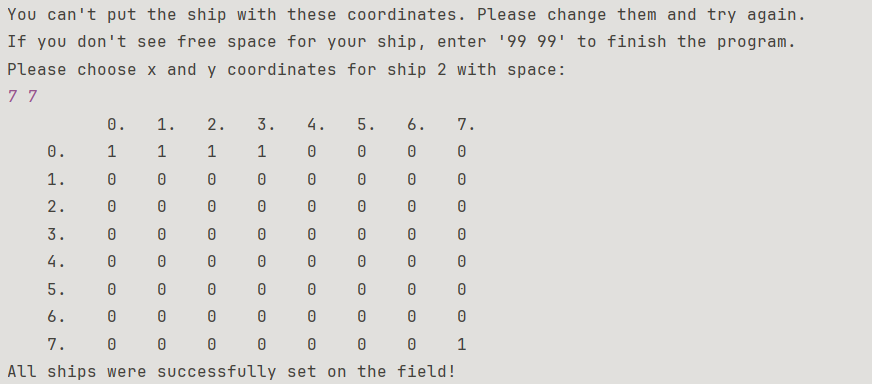 You can't put the ship with these coordinates. Please change them and try again.
If you don't see free space for your ship, enter '99 99' to finish the program.
Please choose x and y coordinates for ship 2 with space:
7 7
0. 1. 2. 3. 4. 5. 6. 7.
0. 1 1 1 1 0 0 0 0
1. 0 0 0 0 0 0 0 0
2. 0 0 0 0 0 0 0 0
3. 0 0 0 0 0 0 0 0
4. 0 0 0 0 0 0 0 0
5. 0 0 0 0 0 0 0 0
6. 0 0 0 0 0 0 0 0
7. 0 0 0 0 0 0 0 1
All ships were successfully set on the field!